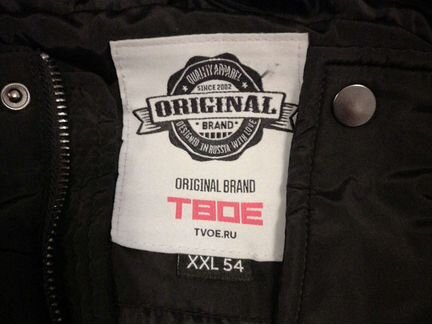 QUALITY APPAREL
SINCE 2002
ORIGINAL
BRAND
DESIGNED IN RUSSIA WITH LOVE
ORIGINAL BRAND
ТВОЕ
TVOE.RU
XXL 54